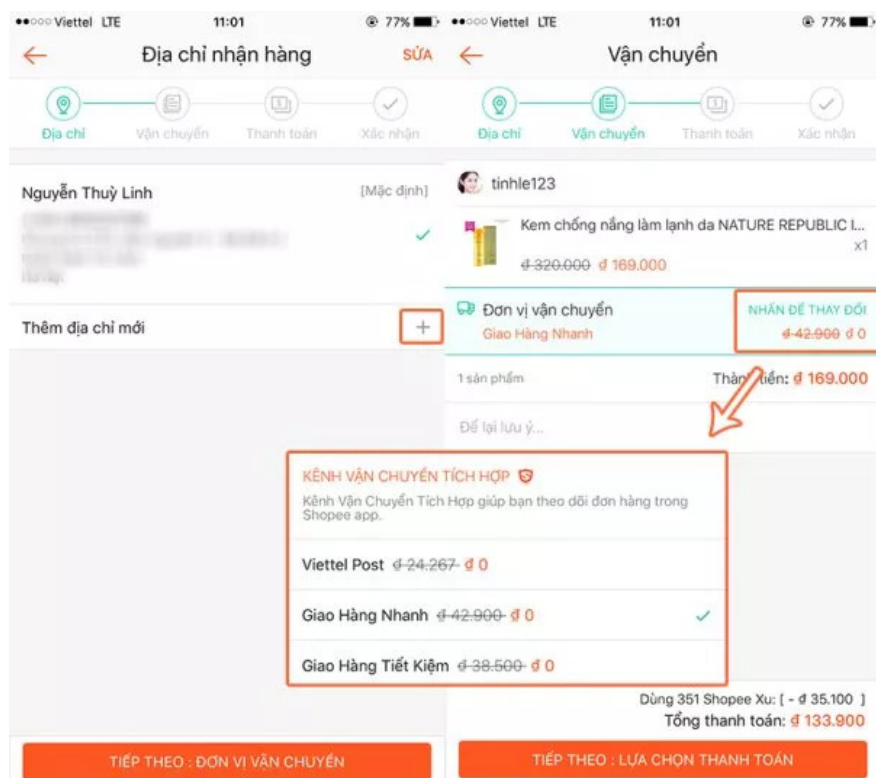 Viettel LTE 11:01 77%
Địa chỉ nhận hàng SỬA
Địa chỉ Vận chuyển Thanh toán Xác nhận
Nguyễn Thuỳ Linh [Mặc định]
Thêm địa chỉ mới
TIẾP THEO : ĐƠN VỊ VẬN CHUYỂN
Viettel LTE 11:01 77%
Vận chuyển
Địa chỉ Vận chuyển Thanh toán Xác nhận
tinhle123
Kem chống nắng làm lạnh da NATURE REPUBLIC I...
x1
₫ 320.000 ₫ 169.000
Đơn vị vận chuyển NHẤN ĐỂ THAY ĐỔI
Giao Hàng Nhanh ₫ 42.900 ₫ 0
1 sản phẩm Thành tiền: ₫ 169.000
Để lại lưu ý...
KÊNH VẬN CHUYỂN TÍCH HỢP
Kênh Vận Chuyển Tích Hợp giúp bạn theo dõi đơn hàng trong
Shopee app.
Viettel Post ₫ 24.267 ₫ 0
Giao Hàng Nhanh ₫ 42.900 ₫ 0
Giao Hàng Tiết Kiệm ₫ 38.500 ₫ 0
Dùng 351 Shopee Xu: [ - ₫ 35.100 ]
Tổng thanh toán: ₫ 133.900
TIẾP THEO : LỰA CHỌN THANH TOÁN